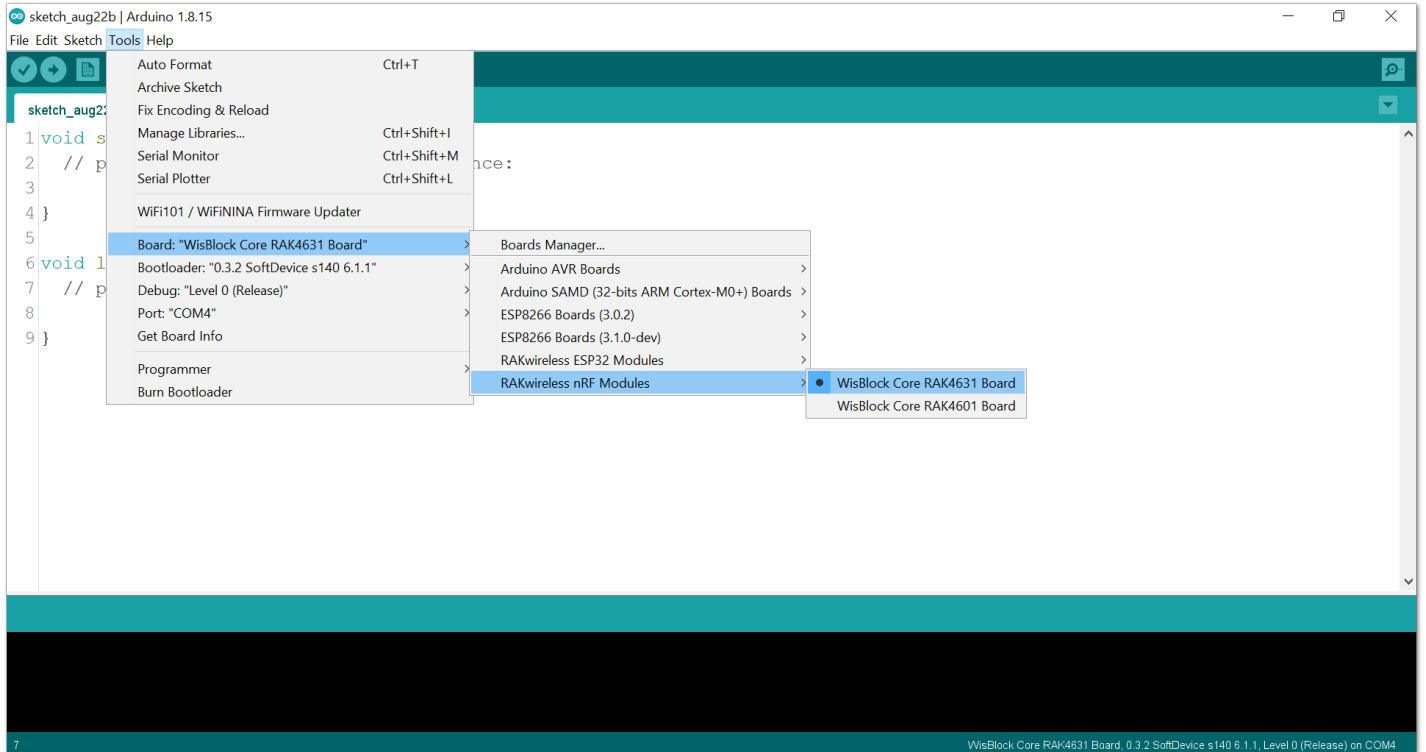 sketch_aug22b | Arduino 1.8.15
File Edit Sketch Tools Help
sketch_aug22
Auto Format Ctrl+T
Archive Sketch
Fix Encoding & Reload
Manage Libraries... Ctrl+Shift+I
Serial Monitor Ctrl+Shift+M
Serial Plotter Ctrl+Shift+L
WiFi101 / WiFiNINA Firmware Updater
Board: "WisBlock Core RAK4631 Board"
Bootloader: "0.3.2 SoftDevice s140 6.1.1"
Debug: "Level 0 (Release)"
Port: "COM4"
Get Board Info
Programmer
Burn Bootloader
Boards Manager...
Arduino AVR Boards
Arduino SAMD (32-bits ARM Cortex-M0+) Boards
ESP8266 Boards (3.0.2)
ESP8266 Boards (3.1.0-dev)
RAKwireless ESP32 Modules
RAKwireless nRF Modules
WisBlock Core RAK4631 Board
WisBlock Core RAK4601 Board
1 void s
2 // p nce:
3
4 }
5
6 void l
7 // p
8
9 }
7 WisBlock Core RAK4631 Board, 0.3.2 SoftDevice s140 6.1.1, Level 0 (Release) on COM4